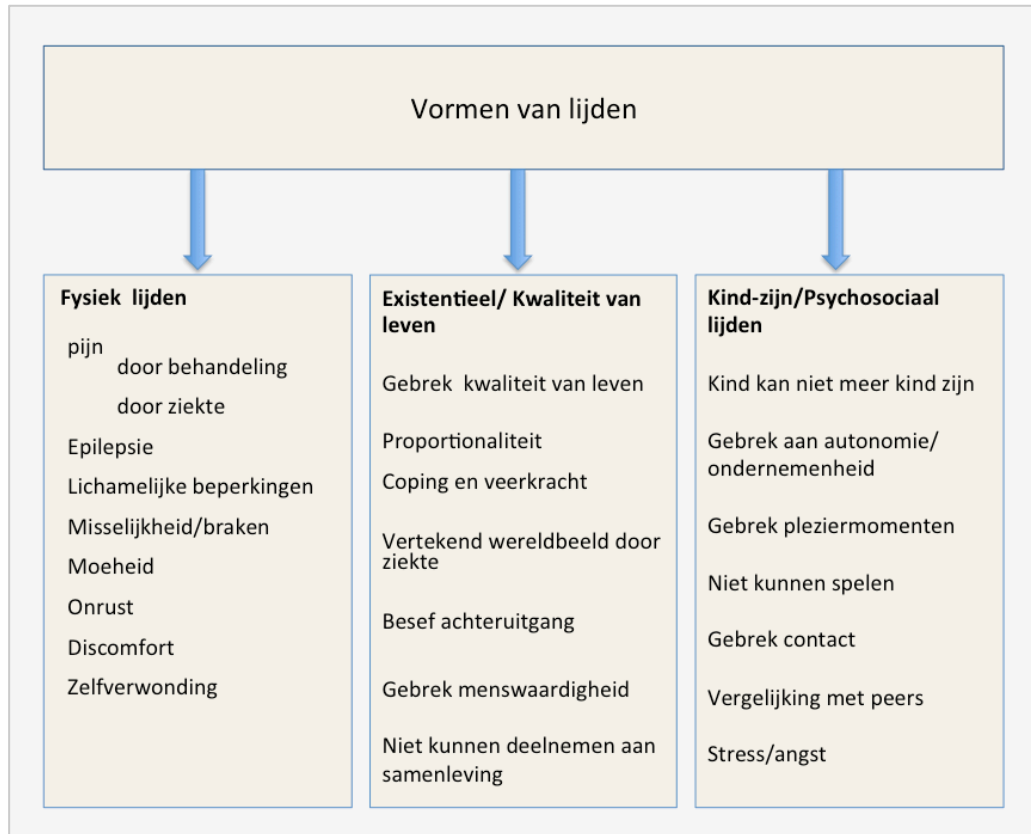 Vormen van lijden
Fysiek lijden
pijn
door behandeling
door ziekte
Epilepsie
Lichamelijke beperkingen
Misselijkheid/braken
Moeheid
Onrust
Discomfort
Zelfverwonding
Existentieel/ Kwaliteit van
leven
Gebrek kwaliteit van leven
Proportionaliteit
Coping en veerkracht
Vertekend wereldbeeld door
ziekte
Besef achteruitgang
Gebrek menswaardigheid
Niet kunnen deelnemen aan
samenleving
Kind-zijn/Psychosociaal
lijden
Kind kan niet meer kind zijn
Gebrek aan autonomie/
ondernemenheid
Gebrek pleziermomenten
Niet kunnen spelen
Gebrek contact
Vergelijking met peers
Stress/angst